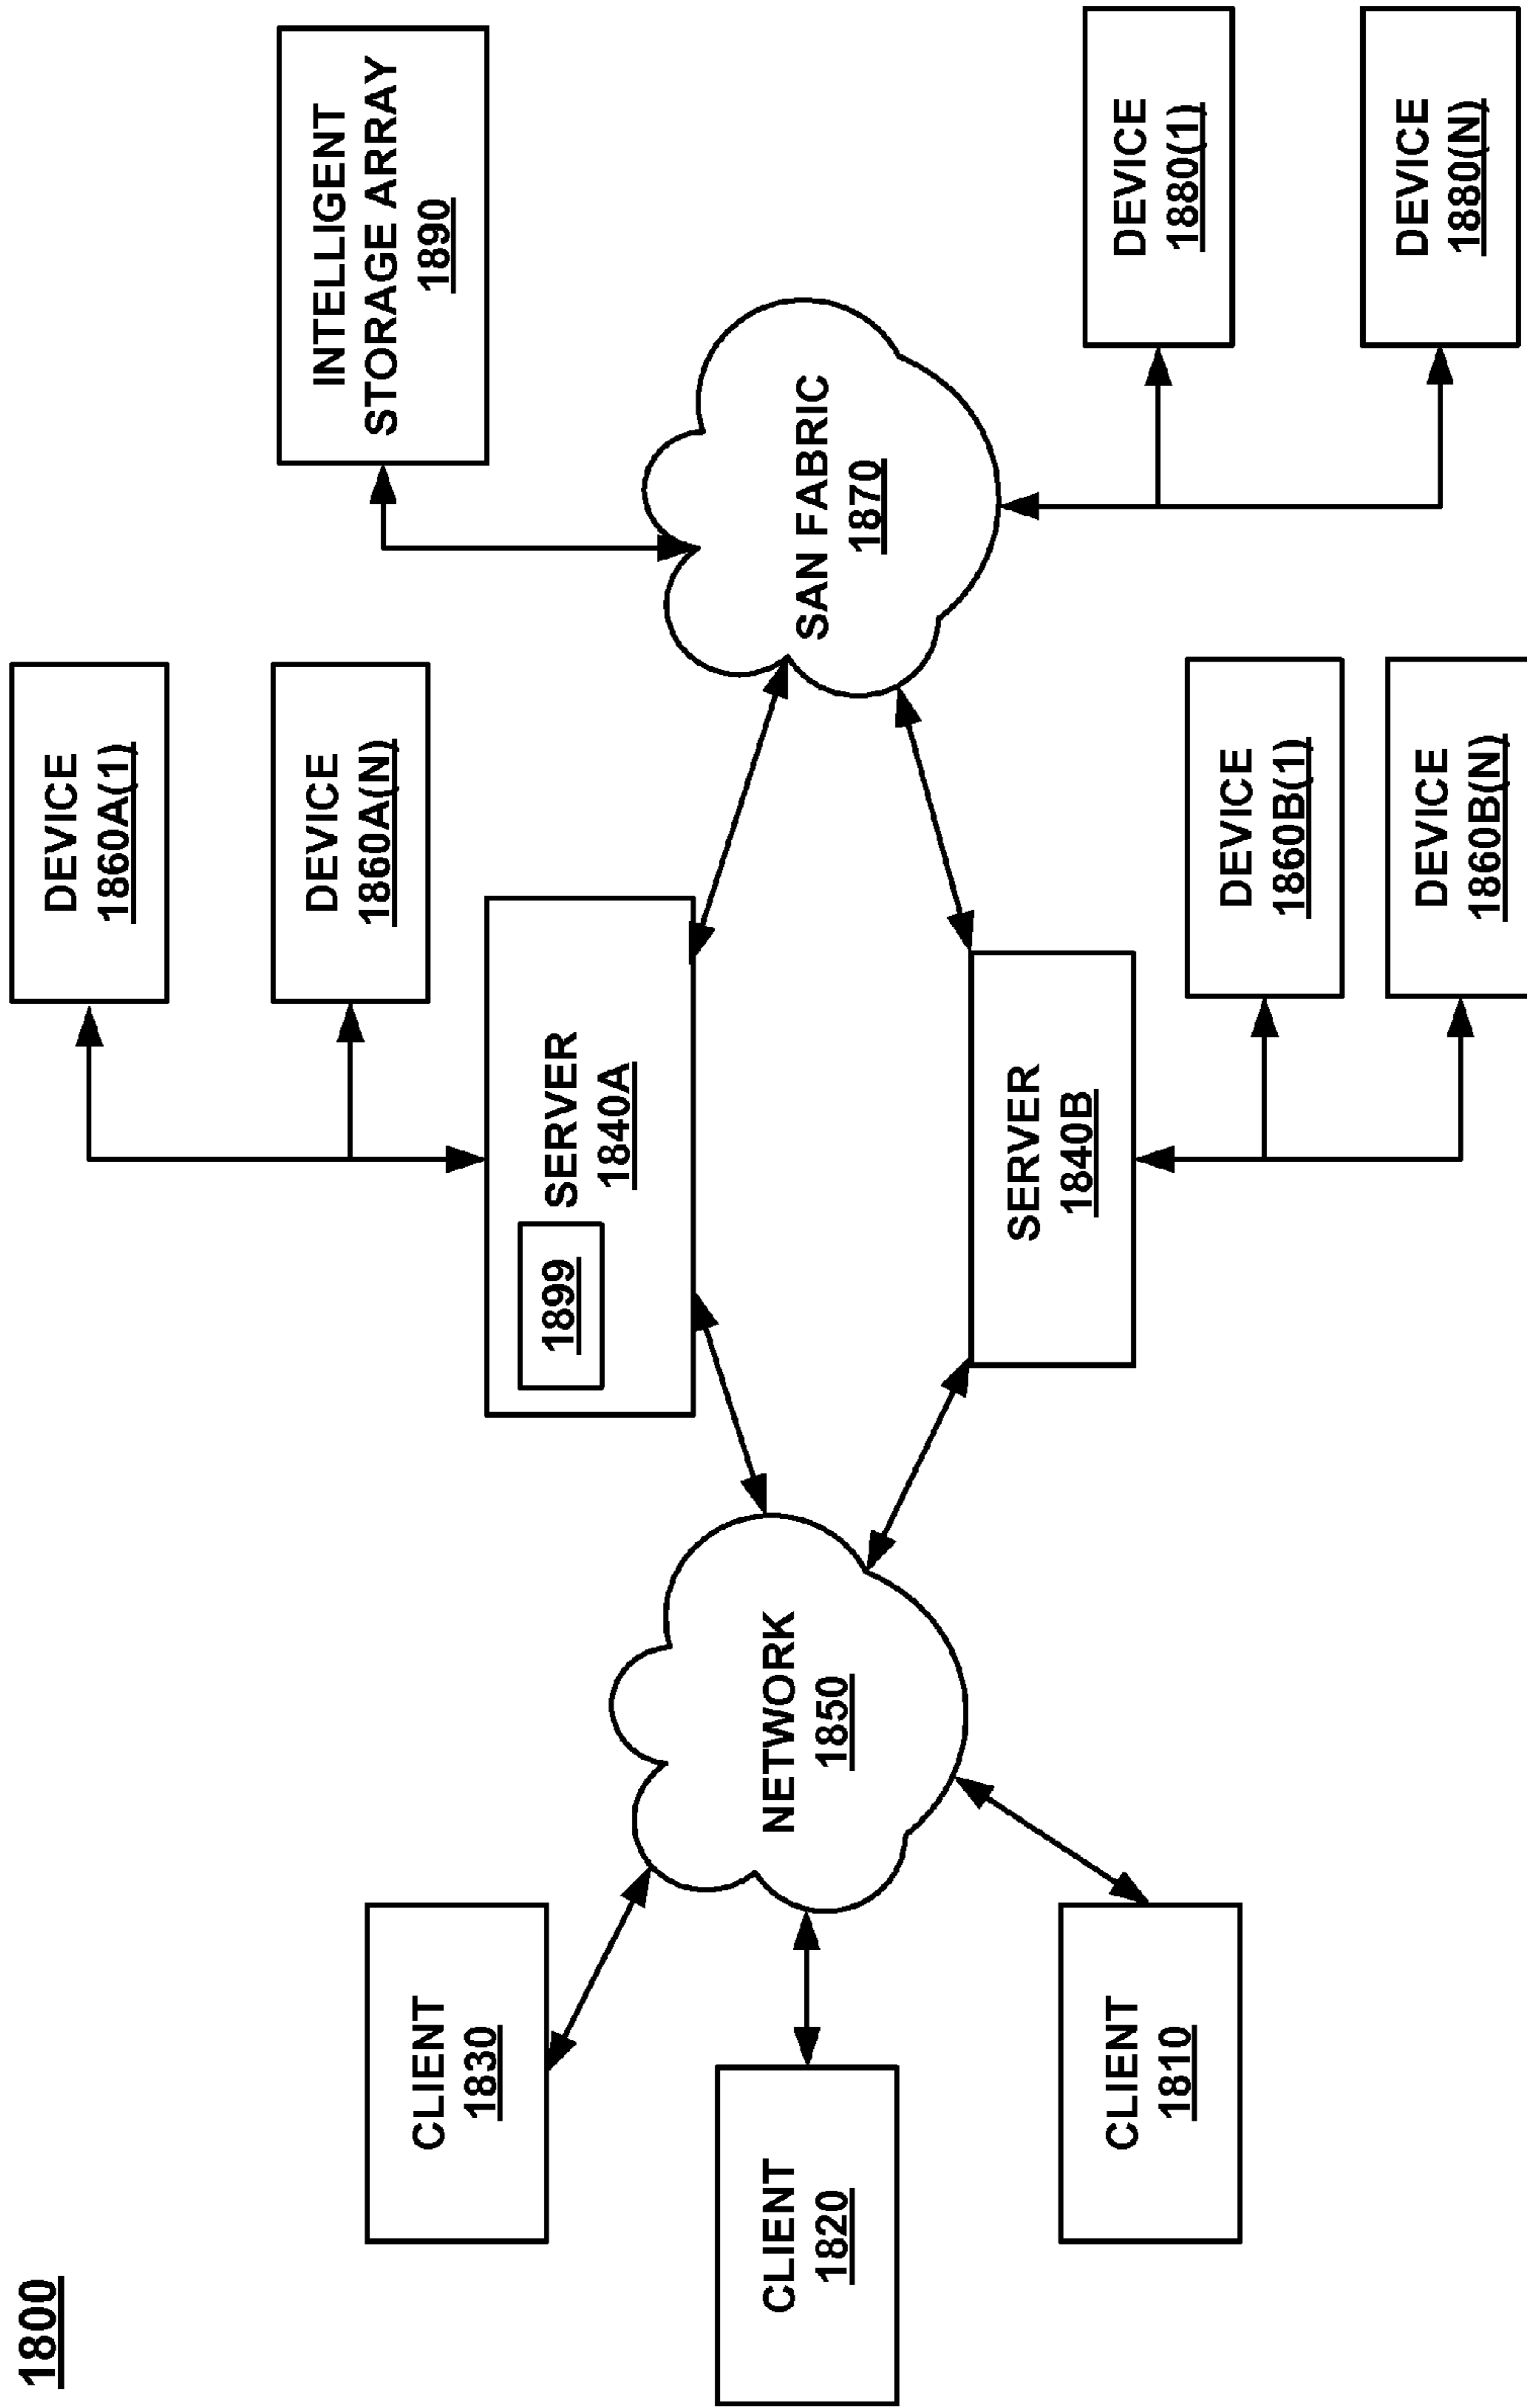 1800
DEVICE
1860A(1)
DEVICE
1860A(N)
INTELLIGENT
STORAGE ARRAY
1890
CLIENT
1830
1899
SERVER
1840A
CLIENT
1820
NETWORK
1850
SAN FABRIC
1870
CLIENT
1810
SERVER
1840B
DEVICE
1860B(1)
DEVICE
1860B(N)
DEVICE
1880(1)
DEVICE
1880(N)